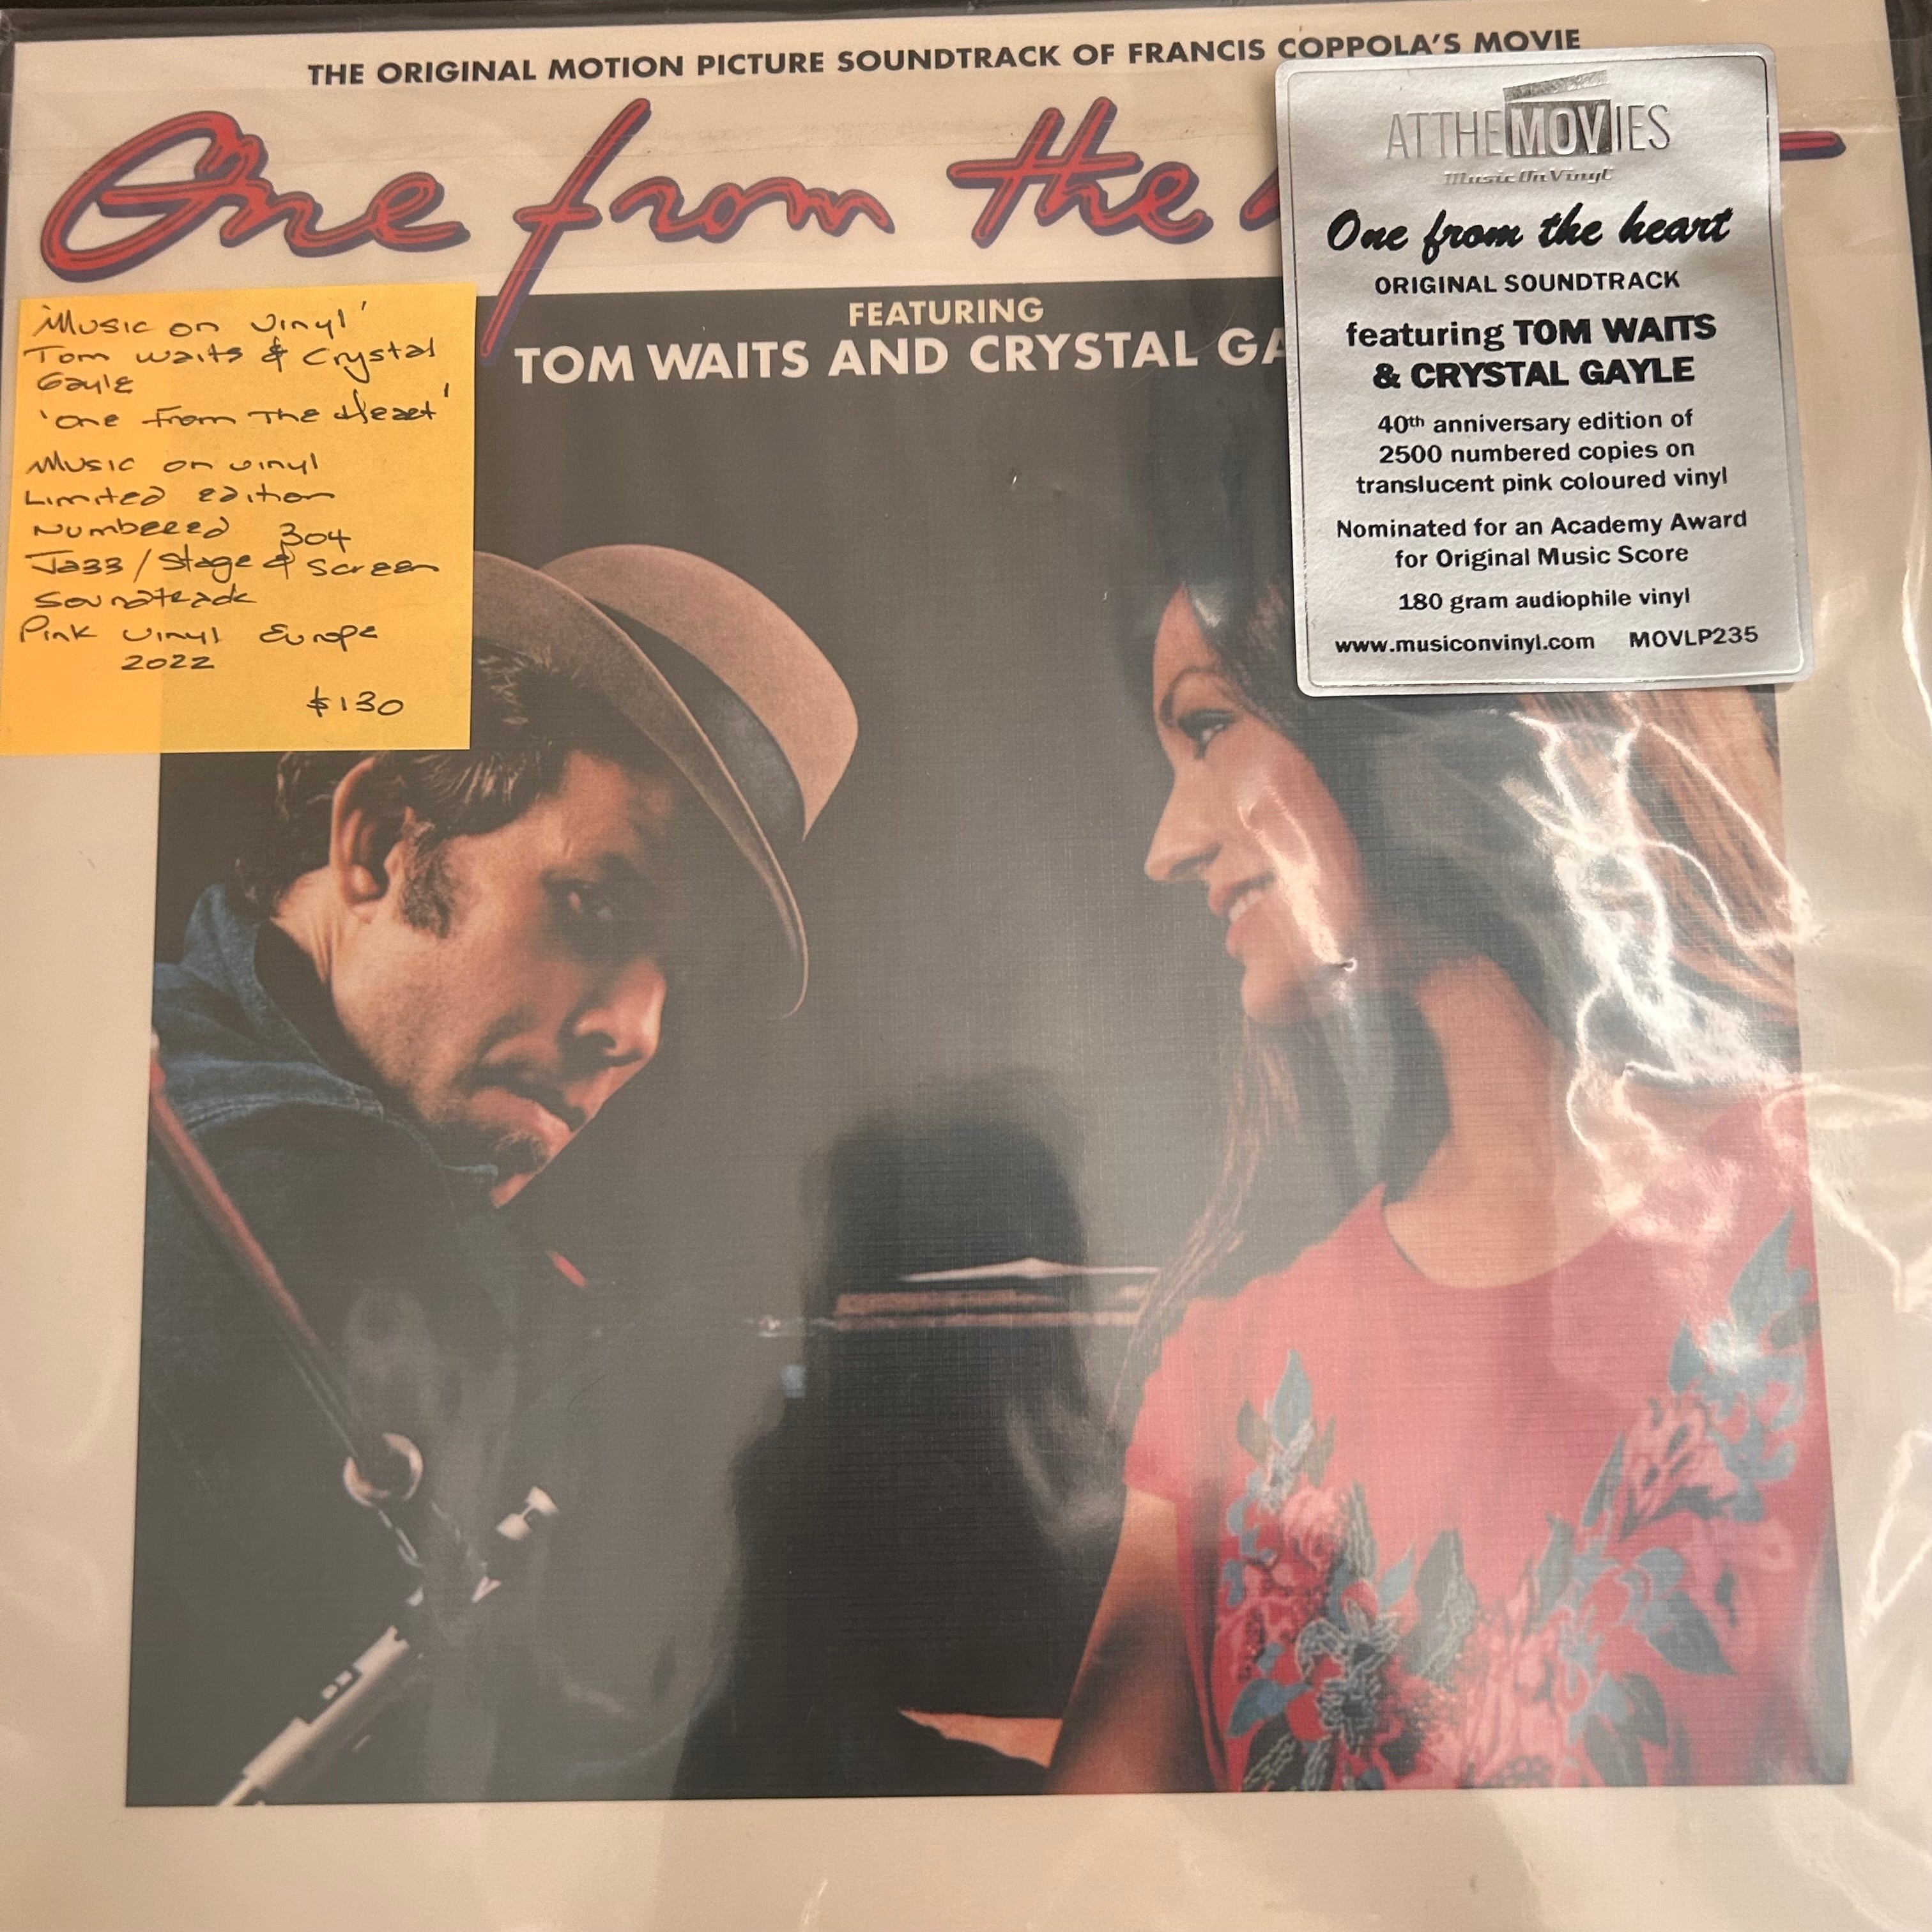 THE ORIGINAL MOTION PICTURE SOUNDTRACK OF FRANCIS COPPOLA'S MOVIE
One from the
FEATURING
TOM WAITS AND CRYSTAL GA
'Music on Vinyl'
Tom Waits & Crystal
Gayle
'One From The Heart'
Music on vinyl
Limited Edition
Numbered 304
Jazz / Stage & Screen
Soundtrack
Pink Vinyl Europe
2022
$130
ATTHEMOVIES
Music On Vinyl
One from the heart
ORIGINAL SOUNDTRACK
featuring TOM WAITS
& CRYSTAL GAYLE
40th anniversary edition of
2500 numbered copies on
translucent pink coloured vinyl
Nominated for an Academy Award
for Original Music Score
180 gram audiophile vinyl
www.musiconvinyl.com MOVLP235